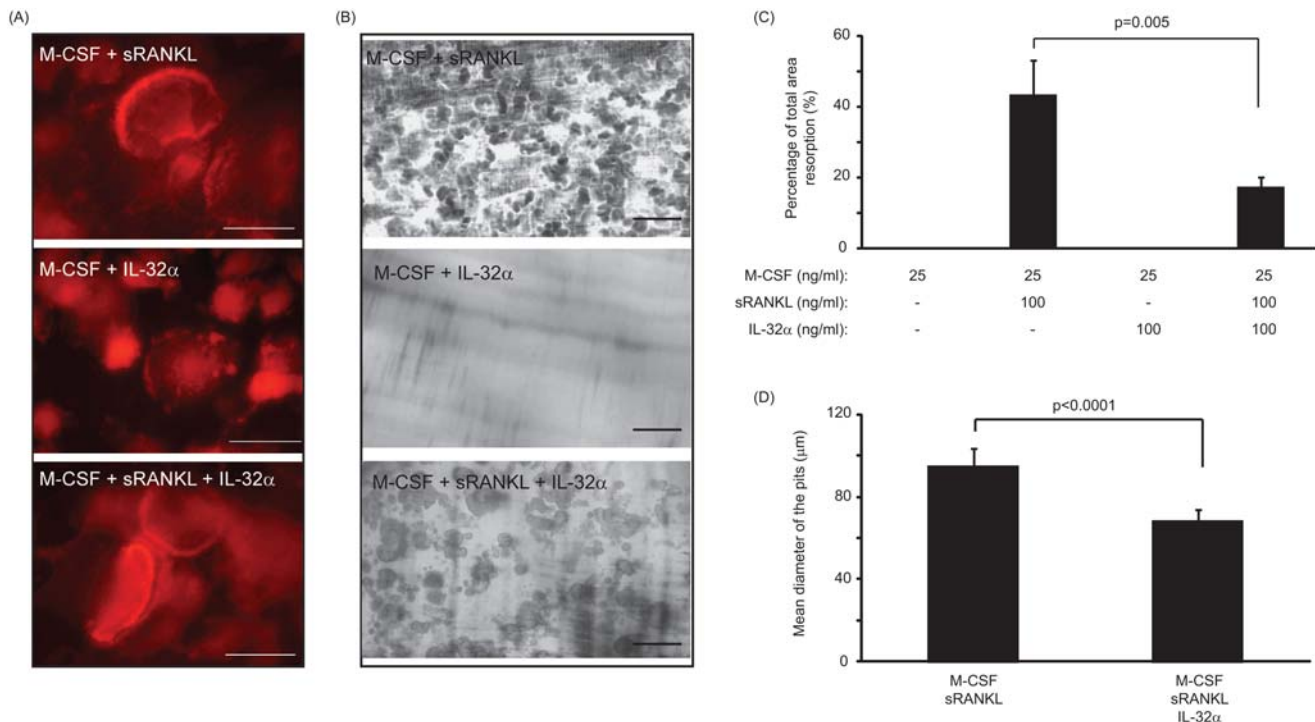 (A)
M-CSF + sRANKL
M-CSF + IL-32α
M-CSF + sRANKL + IL-32α
(B)
M-CSF + sRANKL
M-CSF + IL-32α
M-CSF + sRANKL + IL-32α
(C)
p=0.005
Percentage of total area
resorption (%)
60
40
20
0
M-CSF (ng/ml): 25 25 25 25
sRANKL (ng/ml): - 100 - 100
IL-32α (ng/ml): - - 100 100
(D)
p<0.0001
Mean diameter of the pits (μm)
120
80
60
40
0
M-CSF
sRANKL
M-CSF
sRANKL
IL-32α